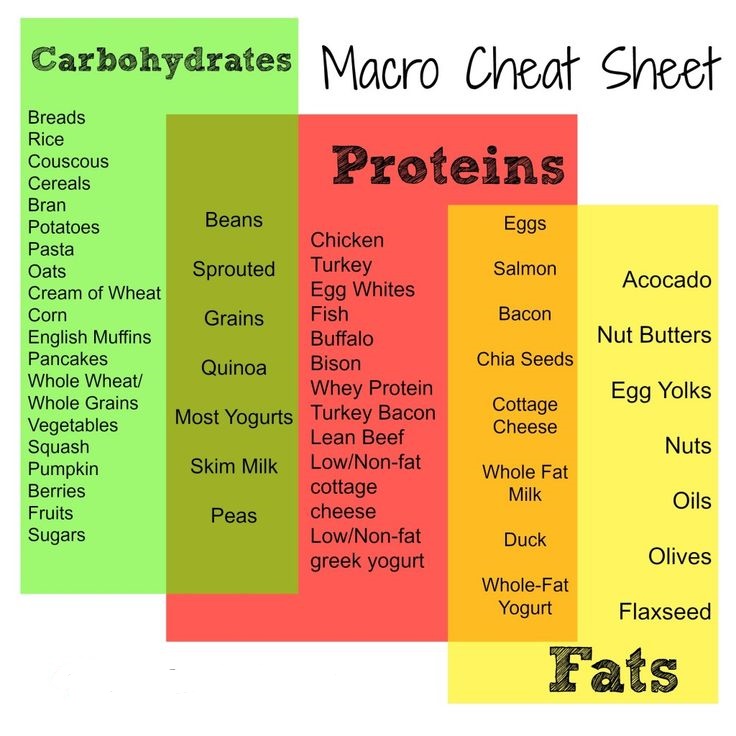 Macro Cheat Sheet
Carbohydrates
Breads
Rice
Couscous
Cereals
Bran
Potatoes
Pasta
Oats
Cream of Wheat
Corn
English Muffins
Pancakes
Whole Wheat/
Whole Grains
Vegetables
Squash
Pumpkin
Berries
Fruits
Sugars
Beans
Sprouted
Grains
Quinoa
Most Yogurts
Skim Milk
Peas
Proteins
Chicken
Turkey
Egg Whites
Fish
Buffalo
Bison
Whey Protein
Turkey Bacon
Lean Beef
Low/Non-fat
cottage
cheese
Low/Non-fat
greek yogurt
Eggs
Salmon
Bacon
Chia Seeds
Cottage
Cheese
Whole Fat
Milk
Duck
Whole-Fat
Yogurt
Acocado
Nut Butters
Egg Yolks
Nuts
Oils
Olives
Flaxseed
Fats